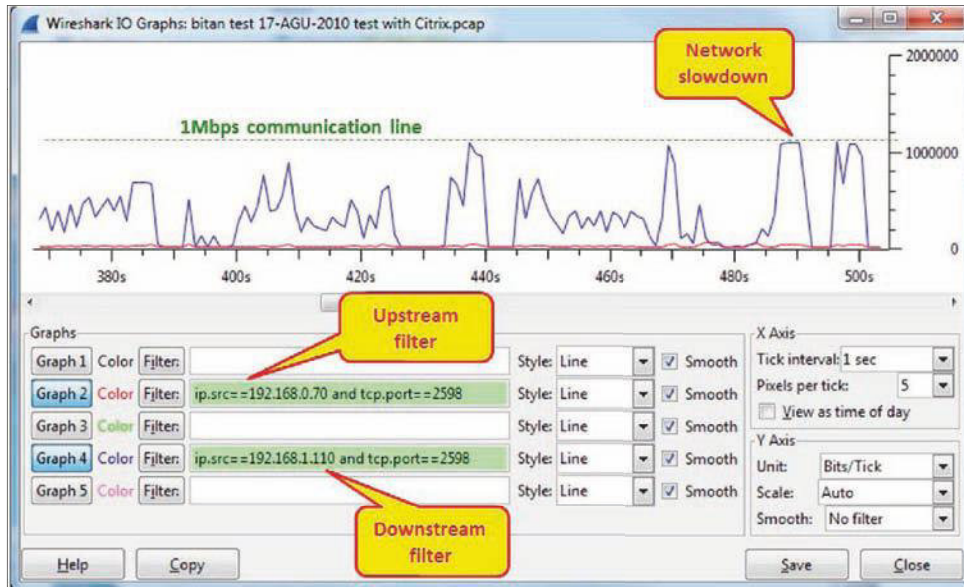 Wireshark IO Graphs: bitan test 17-AGU-2010 test with Citrix.pcap
Network slowdown
1Mbps communication line
2000000
1000000
0
380s 400s 420s 440s 460s 480s 500s
Upstream filter
Graphs
Graph 1 Color Filter: Style: Line Smooth
Graph 2 Color Filter: ip.src==192.168.0.70 and tcp.port==2598 Style: Line Smooth
Graph 3 Color Filter: Style: Line Smooth
Graph 4 Color Filter: ip.src==192.168.1.110 and tcp.port==2598 Style: Line Smooth
Graph 5 Color Filter: Style: Line Smooth
Downstream filter
X Axis
Tick interval: 1 sec
Pixels per tick: 5
View as time of day
Y Axis
Unit: Bits/Tick
Scale: Auto
Smooth: No filter
Help Copy Save Close